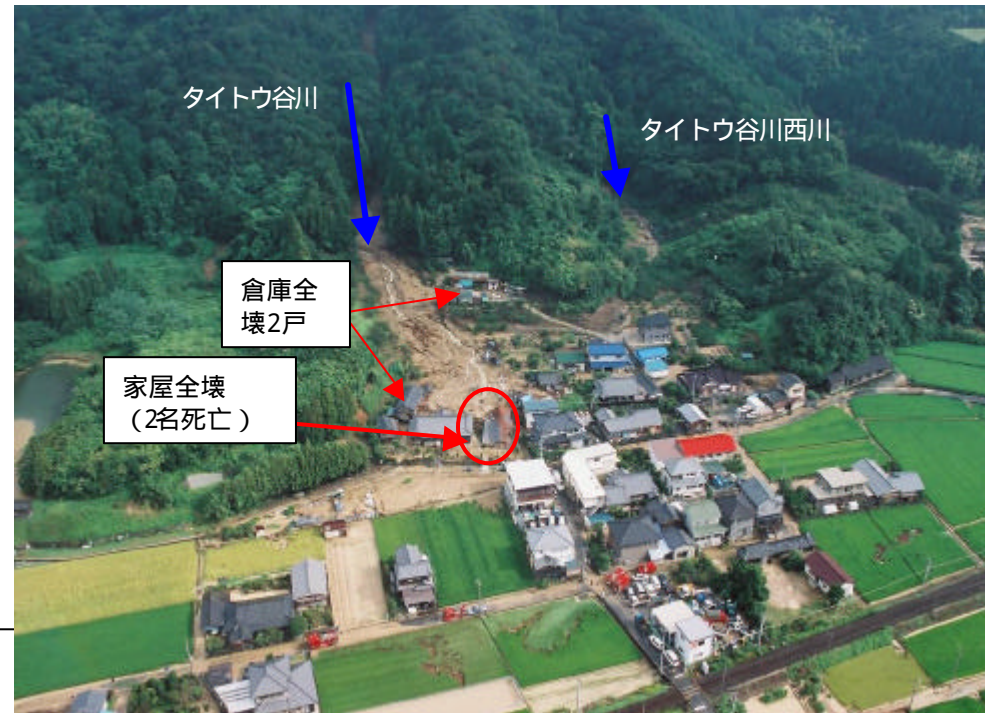 タイトウ谷川
タイトウ谷川西川
倉庫全
壊2戸
家屋全壊
（2名死亡）